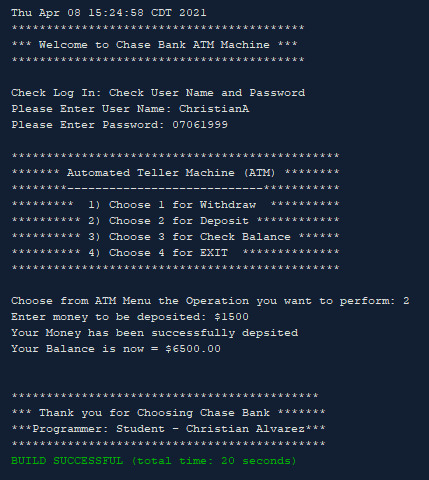 Thu Apr 08 15:24:58 CDT 2021
******************************************
*** Welcome to Chase Bank ATM Machine ***
******************************************
Check Log In: Check User Name and Password
Please Enter User Name: ChristianA
Please Enter Password: 07061999
***********************************************
******* Automated Teller Machine (ATM) ********
********----------------------------***********
*********  1) Choose 1 for Withdraw  **********
********** 2) Choose 2 for Deposit ************
********** 3) Choose 3 for Check Balance ******
********** 4) Choose 4 for EXIT  **************
***********************************************
Choose from ATM Menu the Operation you want to perform: 2
Enter money to be deposited: $1500
Your Money has been successfully depsited
Your Balance is now = $6500.00
********************************************
*** Thank you for Choosing Chase Bank *******
***Programmer: Student - Christian Alvarez***
*********************************************
BUILD SUCCESSFUL (total time: 20 seconds)